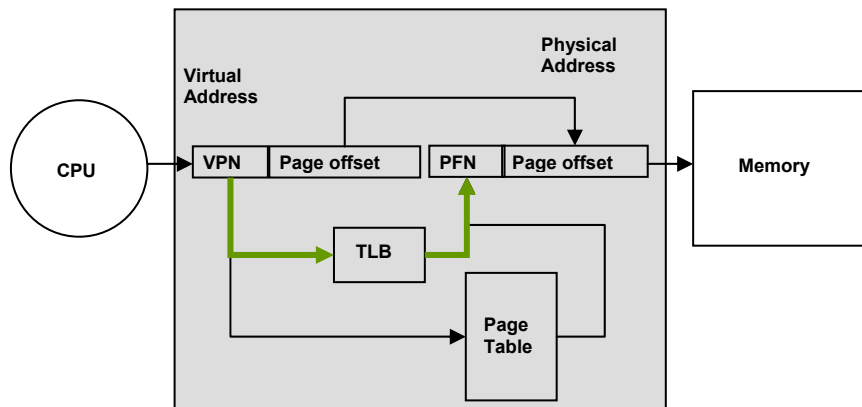 Physical
Address
Virtual
Address
CPU
VPN
Page offset
PFN
Page offset
Memory
TLB
Page
Table